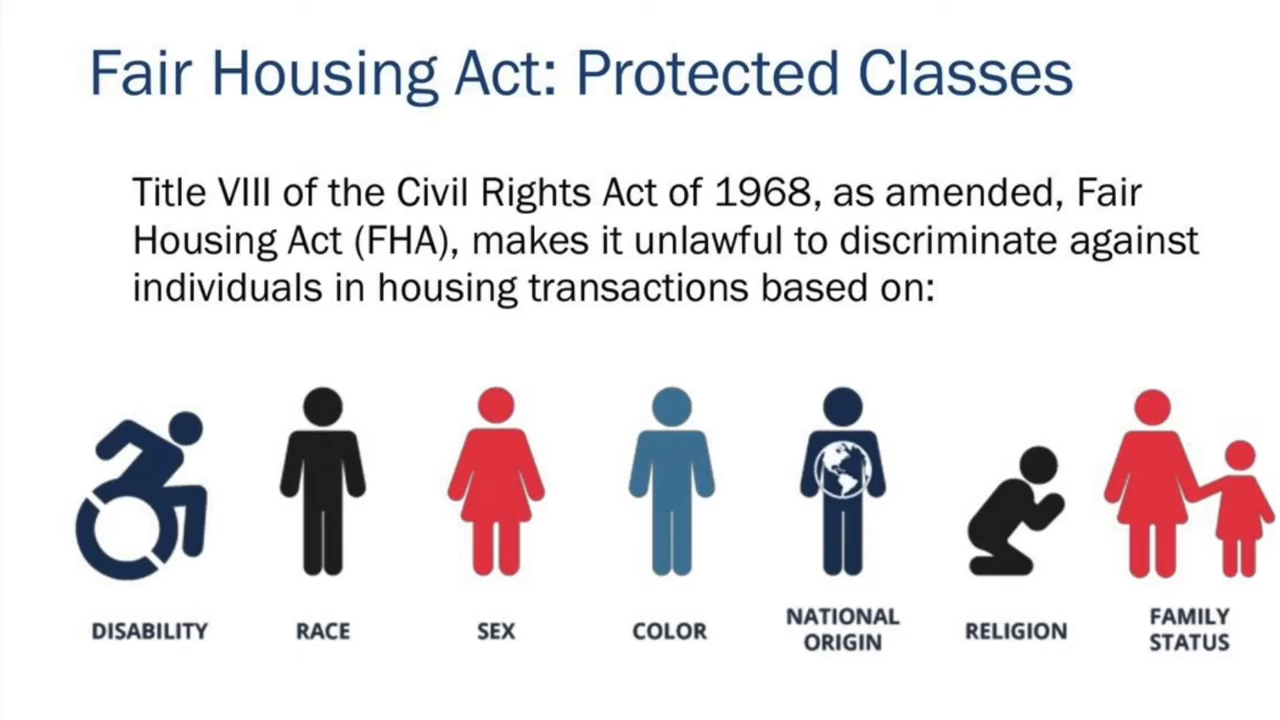 Fair Housing Act: Protected Classes
Title VIII of the Civil Rights Act of 1968, as amended, Fair
Housing Act (FHA), makes it unlawful to discriminate against
individuals in housing transactions based on:
DISABILITY
RACE
SEX
COLOR
NATIONAL
ORIGIN
RELIGION
FAMILY
STATUS